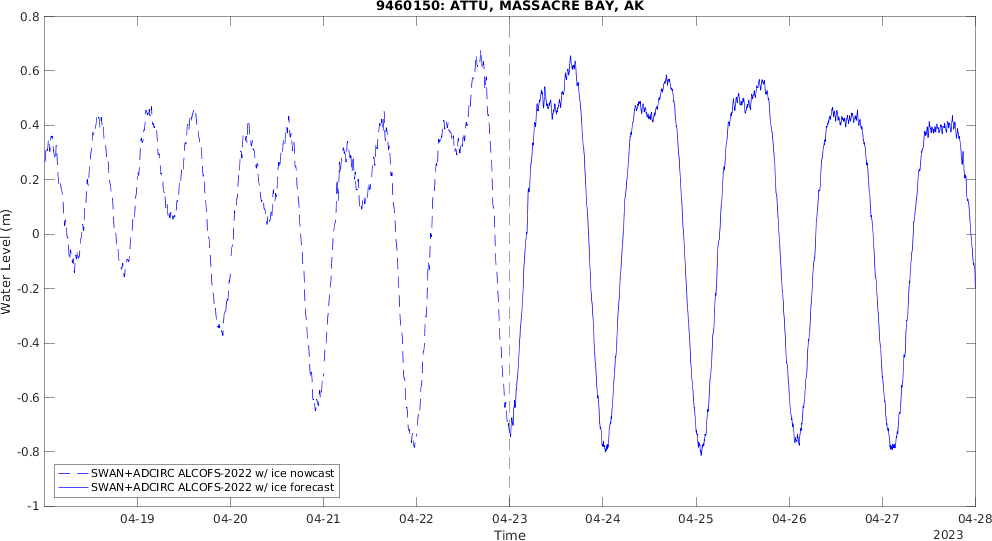 9460150: ATTU, MASSACRE BAY, AK
0.8
0.6
0.4
0.2
0
-0.2
-0.4
-0.6
-0.8
-1
Water Level (m)
SWAN+ADCIRC ALCOFS-2022 w/ ice nowcast
SWAN+ADCIRC ALCOFS-2022 w/ ice forecast
04-19 04-20 04-21 04-22 04-23 04-24 04-25 04-26 04-27 04-28
Time
2023